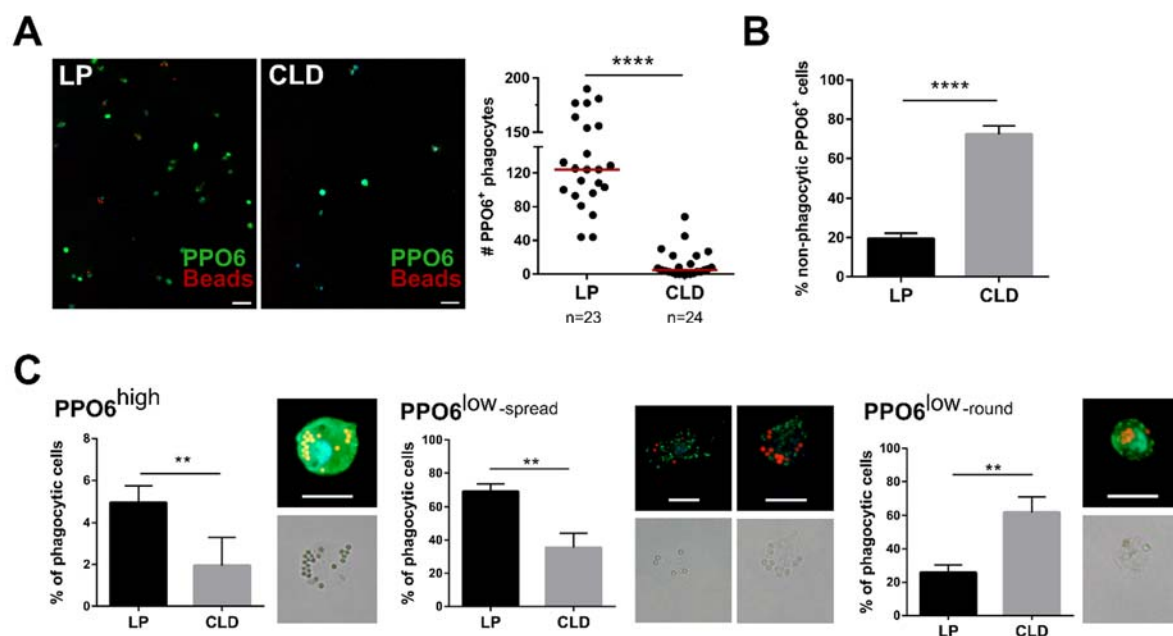 A
LP
PPO6
Beads
CLD
PPO6
Beads
# PPO6+ phagocytes
200
150
120
80
40
0
****
LP
CLD
n=23
n=24
B
% non-phagocytic PPO6+ cells
100
80
60
40
20
0
****
LP
CLD
C
PPO6high
% of phagocytic cells
8
6
4
2
0
**
LP
CLD
PPO6low-spread
% of phagocytic cells
100
80
60
40
20
0
**
LP
CLD
PPO6low-round
% of phagocytic cells
100
80
60
40
20
0
**
LP
CLD